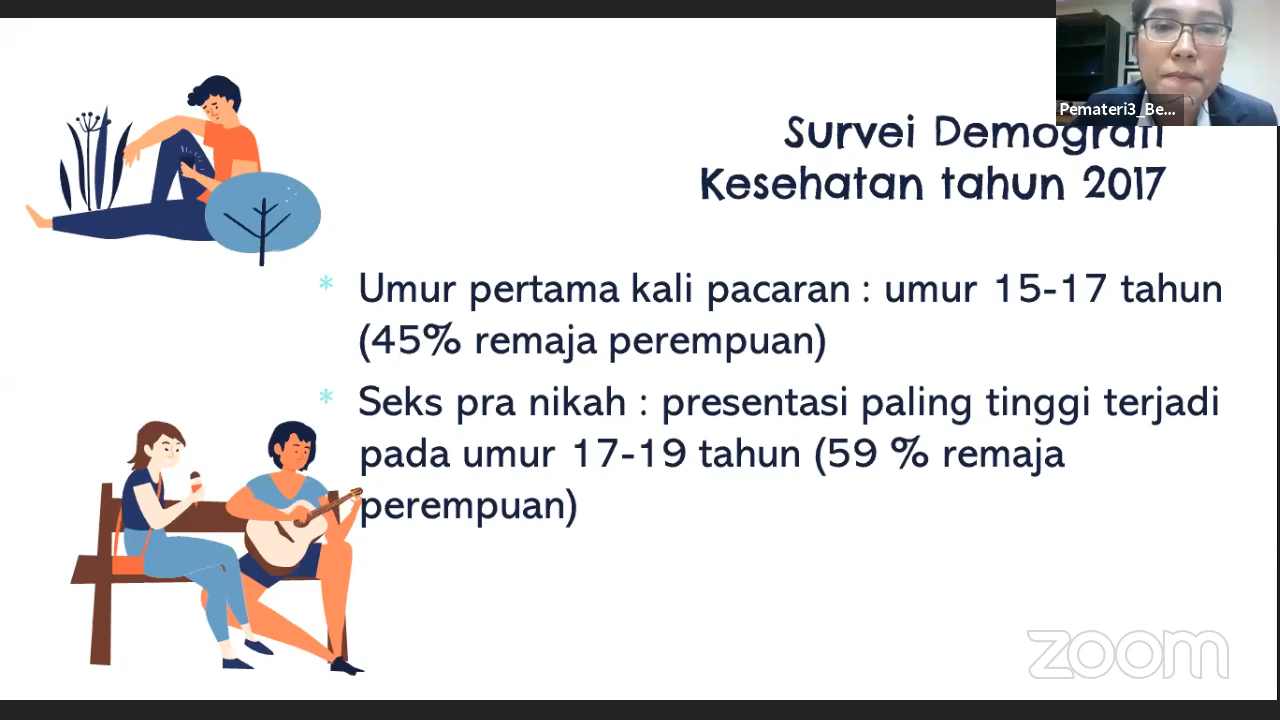 Pemateri3_Be...
Survei Demografi
Kesehatan tahun 2017
* Umur pertama kali pacaran : umur 15-17 tahun
(45% remaja perempuan)
* Seks pra nikah : presentasi paling tinggi terjadi
pada umur 17-19 tahun (59 % remaja
perempuan)
zoom